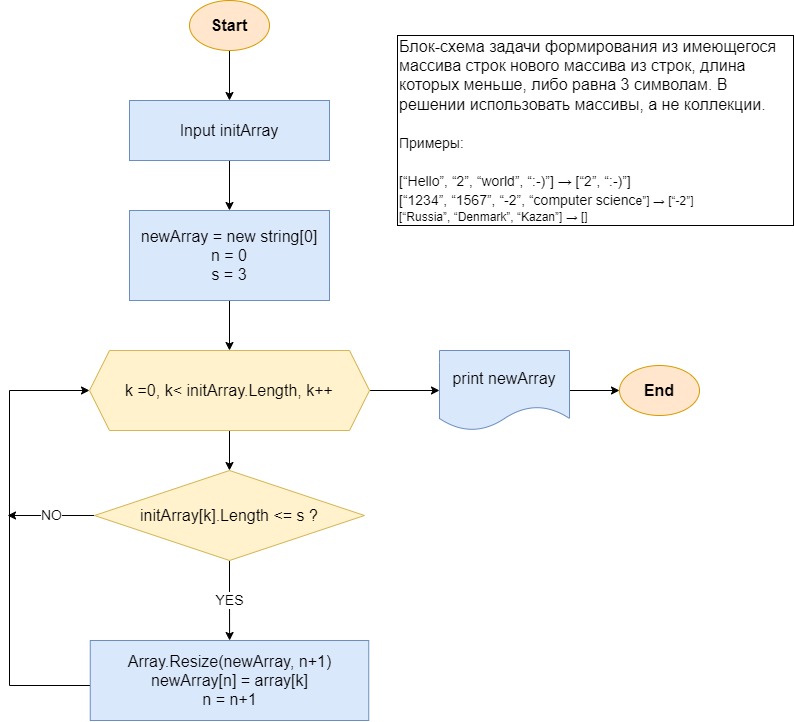 Start
Блок-схема задачи формирования из имеющегося
массива строк нового массива из строк, длина
которых меньше, либо равна 3 символам. В
решении использовать массивы, а не коллекции.
Примеры:
[“Hello”, “2”, “world”, “:-)”] → [“2”, “:-)”]
[“1234”, “1567”, “-2”, “computer science”] → [“-2”]
[“Russia”, “Denmark”, “Kazan”] → []
Input initArray
newArray = new string[0]
n = 0
s = 3
k =0, k< initArray.Length, k++
print newArray
End
initArray[k].Length <= s ?
NO
YES
Array.Resize(newArray, n+1)
newArray[n] = array[k]
n = n+1